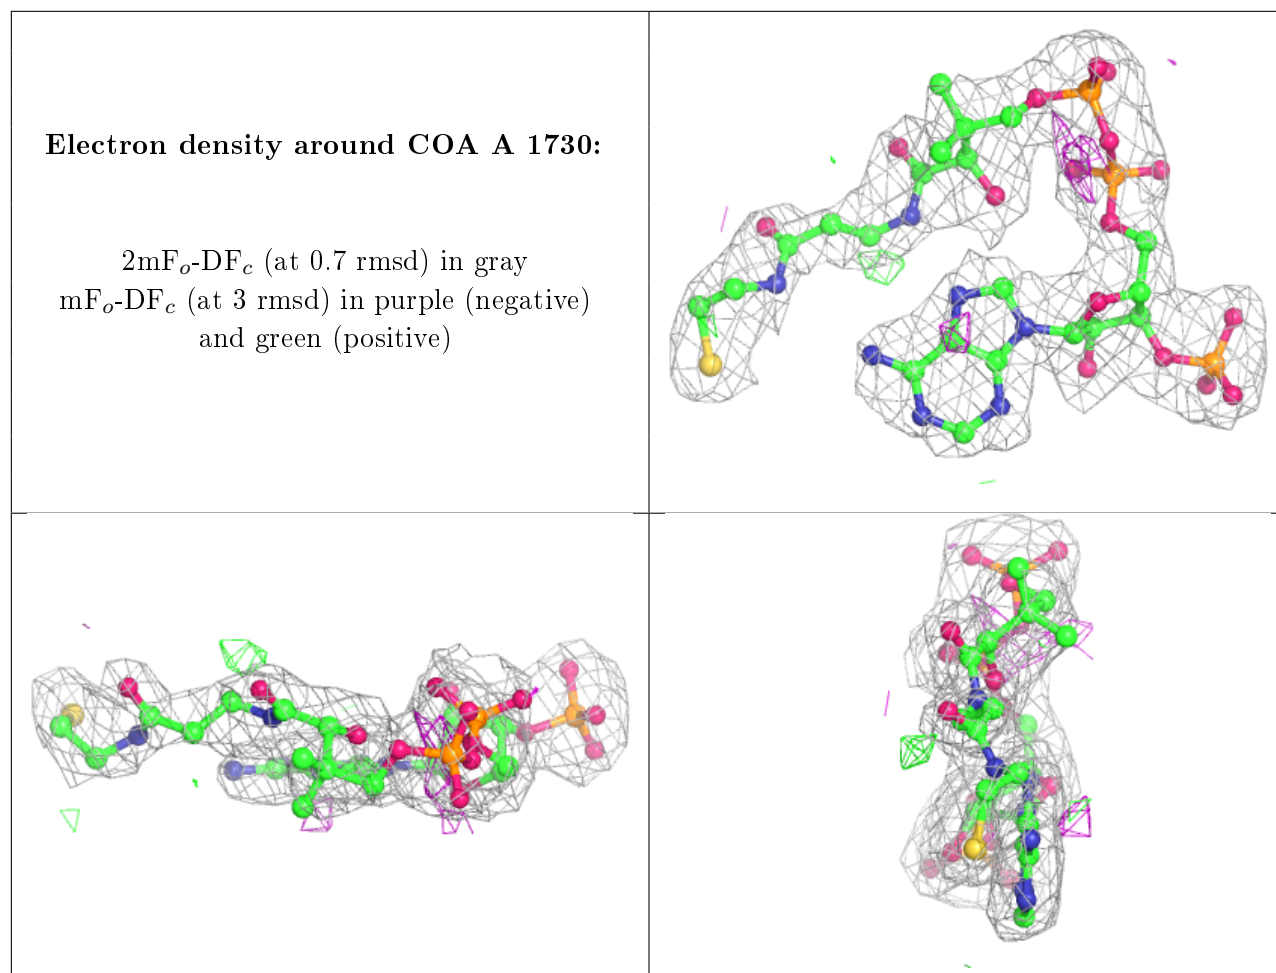 Electron density around COA A 1730:
2mFo-DFc (at 0.7 rmsd) in gray
mFo-DFc (at 3 rmsd) in purple (negative)
and green (positive)